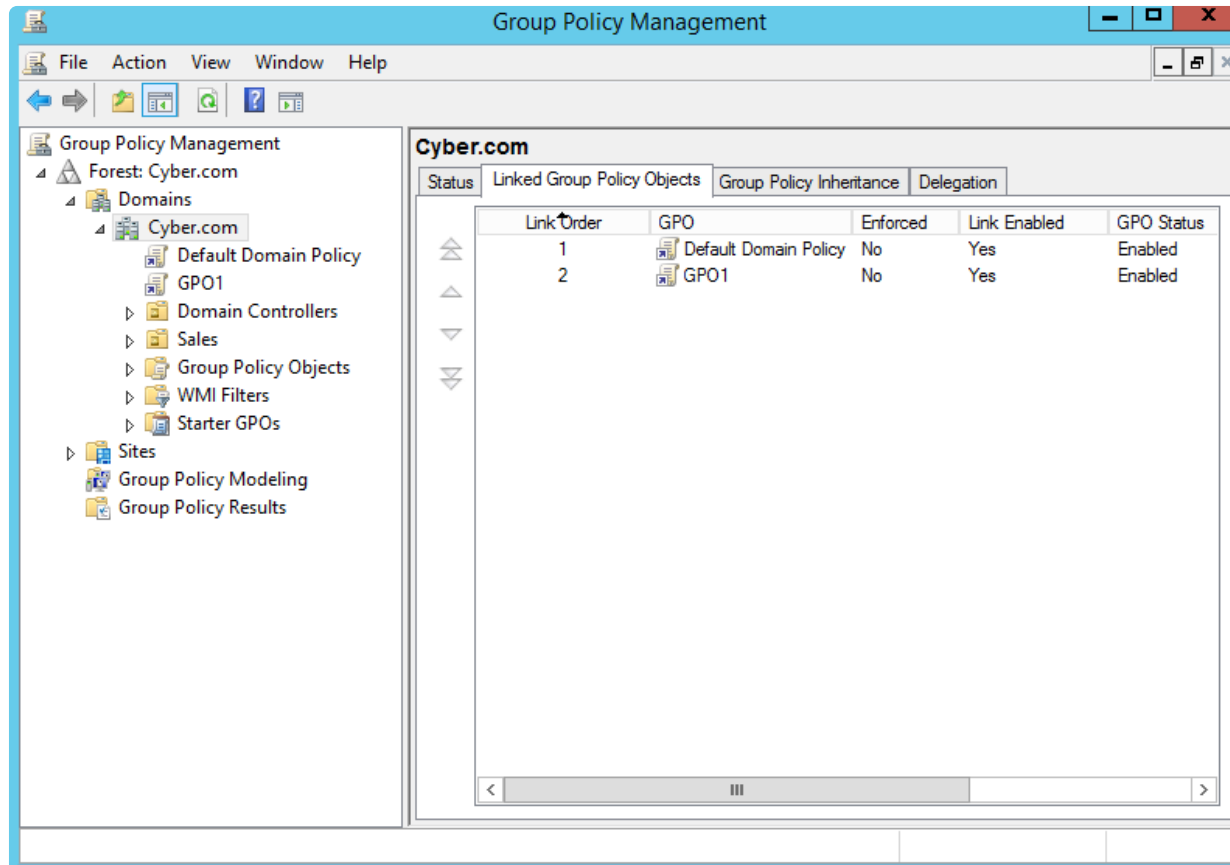 Group Policy Management
File Action View Window Help
Group Policy Management
Forest: Cyber.com
Domains
Cyber.com
Default Domain Policy
GPO1
Domain Controllers
Sales
Group Policy Objects
WMI Filters
Starter GPOs
Sites
Group Policy Modeling
Group Policy Results
Cyber.com
Status Linked Group Policy Objects Group Policy Inheritance Delegation
Link Order GPO Enforced Link Enabled GPO Status
1 Default Domain Policy No Yes Enabled
2 GPO1 No Yes Enabled